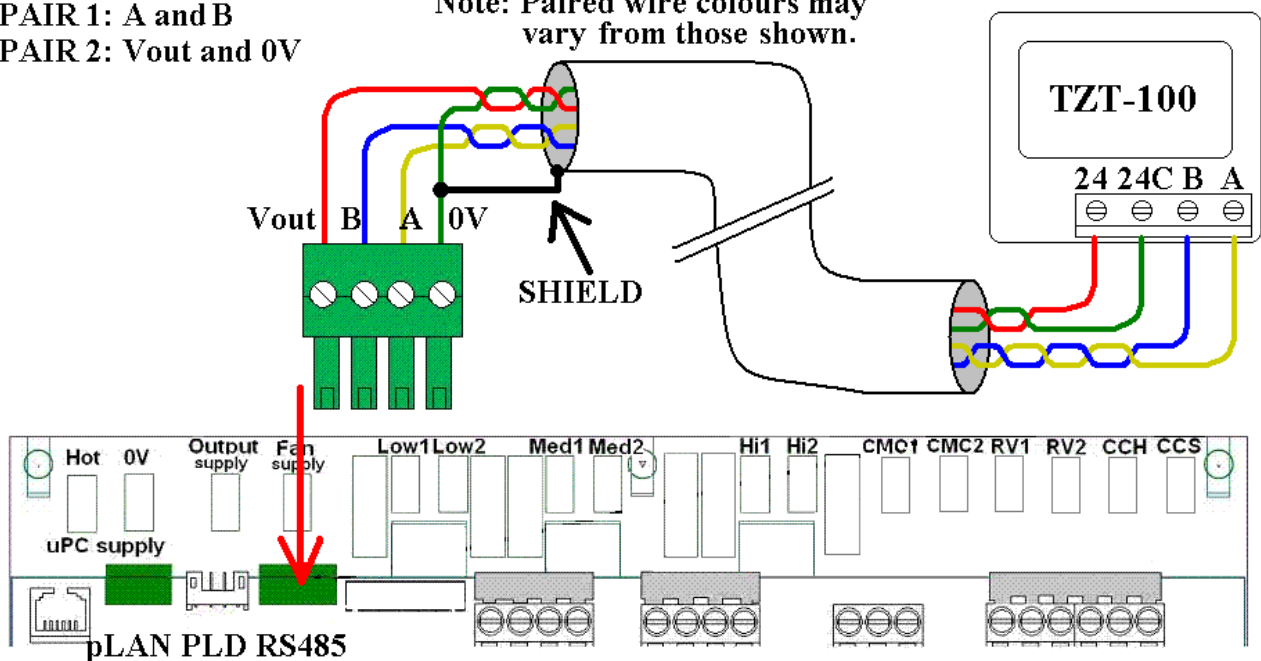 PAIR 1: A and B
PAIR 2: Vout and 0V
Note: Paired wire colours may
vary from those shown.
TZT-100
24 24C B A
Vout B A 0V
SHIELD
Hot 0V Output supply Fan supply Low1 Low2 Med1 Med2 Hi1 Hi2 CMC1 CMC2 RV1 RV2 CCH CCS
uPC supply
pLAN PLD RS485